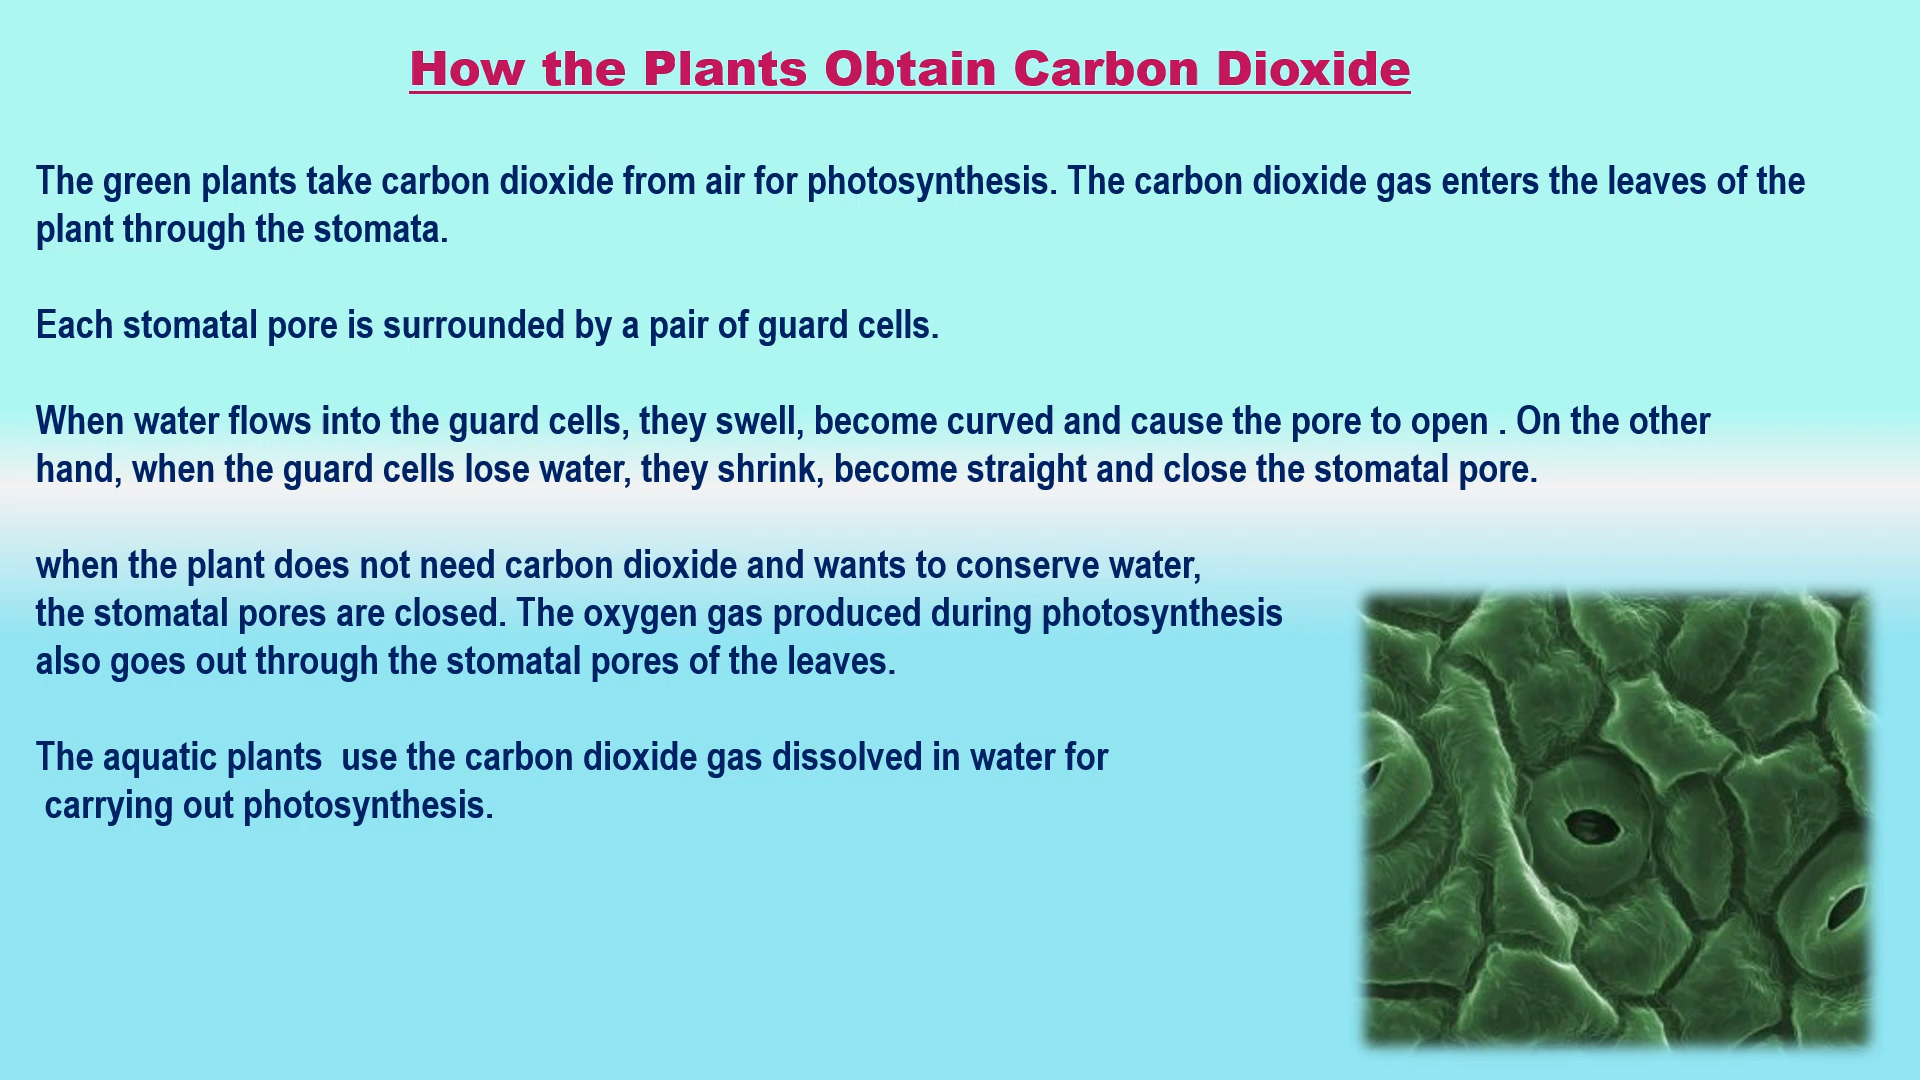 How the Plants Obtain Carbon Dioxide
The green plants take carbon dioxide from air for photosynthesis. The carbon dioxide gas enters the leaves of the
plant through the stomata.
Each stomatal pore is surrounded by a pair of guard cells.
When water flows into the guard cells, they swell, become curved and cause the pore to open . On the other
hand, when the guard cells lose water, they shrink, become straight and close the stomatal pore.
when the plant does not need carbon dioxide and wants to conserve water,
the stomatal pores are closed. The oxygen gas produced during photosynthesis
also goes out through the stomatal pores of the leaves.
The aquatic plants  use the carbon dioxide gas dissolved in water for
carrying out photosynthesis.